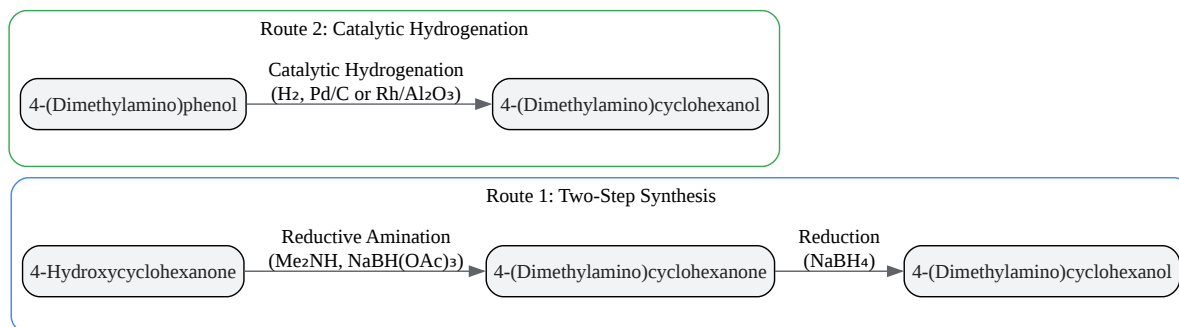 Route 2: Catalytic Hydrogenation
Catalytic Hydrogenation
(H₂, Pd/C or Rh/Al₂O₃)
4-(Dimethylamino)phenol
4-(Dimethylamino)cyclohexanol
Route 1: Two-Step Synthesis
Reductive Amination
(Me₂NH, NaBH(OAc)₃)
Reduction
(NaBH₄)
4-Hydroxycyclohexanone
4-(Dimethylamino)cyclohexanone
4-(Dimethylamino)cyclohexanol